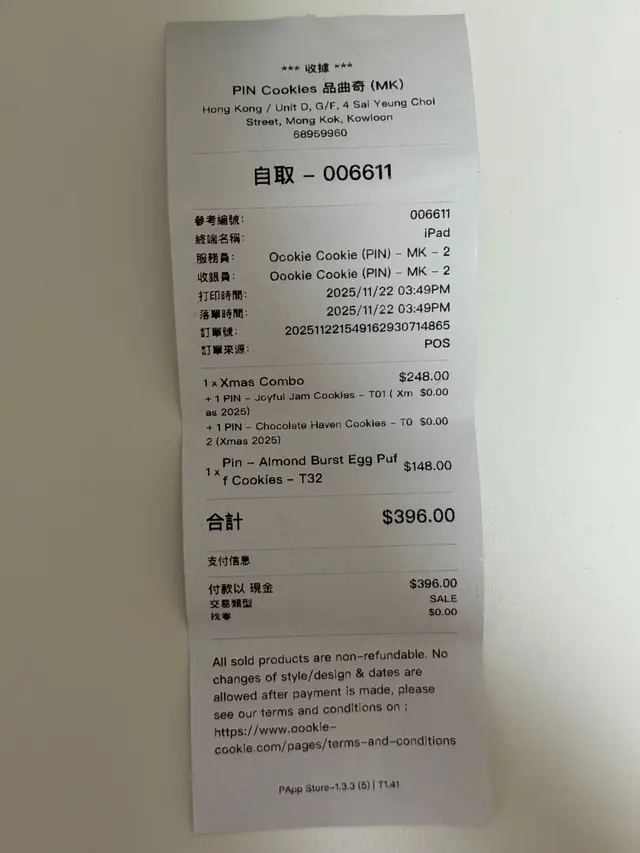 *** 收據 ***
PIN Cookies 品曲奇 (MK)
Hong Kong / Unit D, G/F, 4 Sai Yeung Choi
Street, Mong Kok, Kowloon
68959960
自取 – 006611
參考編號: 006611
終端名稱: iPad
服務員: Ocokie Cookie (PIN) – MK – 2
收銀員: Oookie Cookie (PIN) – MK – 2
打印時間: 2025/11/22 03:49PM
落單時間: 2025/11/22 03:49PM
訂單號: 202511221549162930714865
訂單來源: POS
1 x Xmas Combo $248.00
+ 1 PIN – Joyful Jam Cookies – T01 ( Xm $0.00
as 2025)
+ 1 PIN – Chocolate Haven Cookies – T0 $0.00
2 (Xmas 2025)
1 x Pin – Almond Burst Egg Puf $148.00
f Cookies – T32
合計 $396.00
支付信息
付款以 現金 $396.00
交易類型 SALE
找零 $0.00
All sold products are non-refundable. No
changes of style/design & dates are
allowed after payment is made, please
see our terms and conditions on :
https://www.oookie-
cookie.com/pages/terms-and-conditions
PApp Store-1.3.3 (5) | T1.41